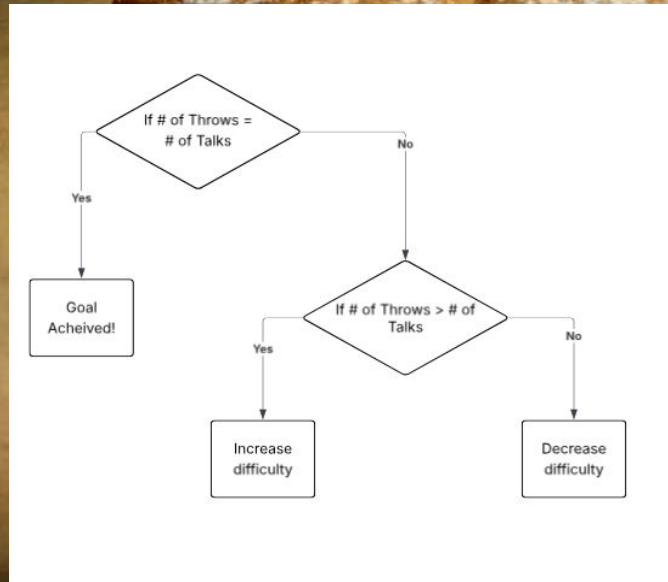 If # of Throws =
# of Talks
No
Yes
Goal
Acheived!
If # of Throws > # of
Talks
Yes
No
Increase
difficulty
Decrease
difficulty